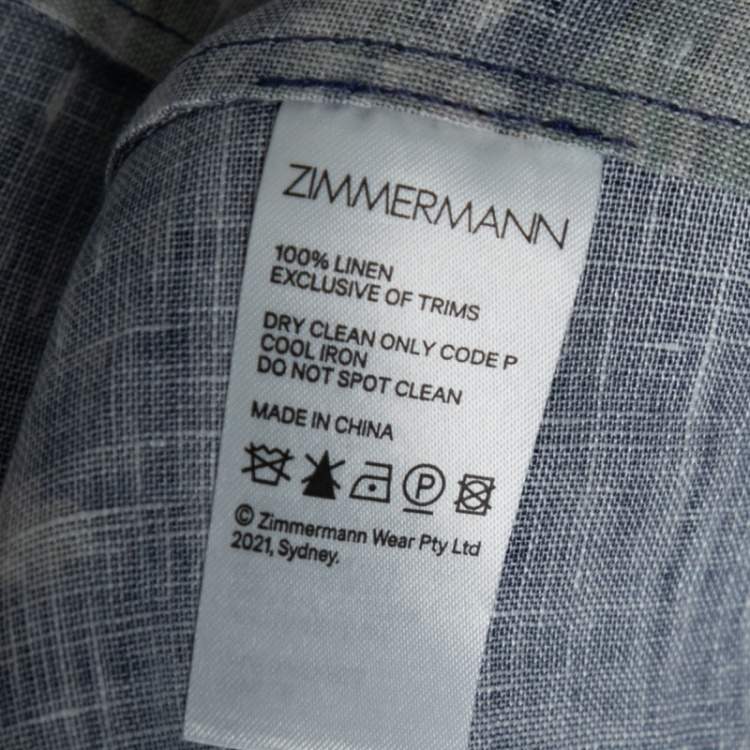 ZIMMERMANN
100% LINEN
EXCLUSIVE OF TRIMS
DRY CLEAN ONLY CODE P
COOL IRON
DO NOT SPOT CLEAN
MADE IN CHINA
P
© Zimmermann Wear Pty Ltd
2021, Sydney.